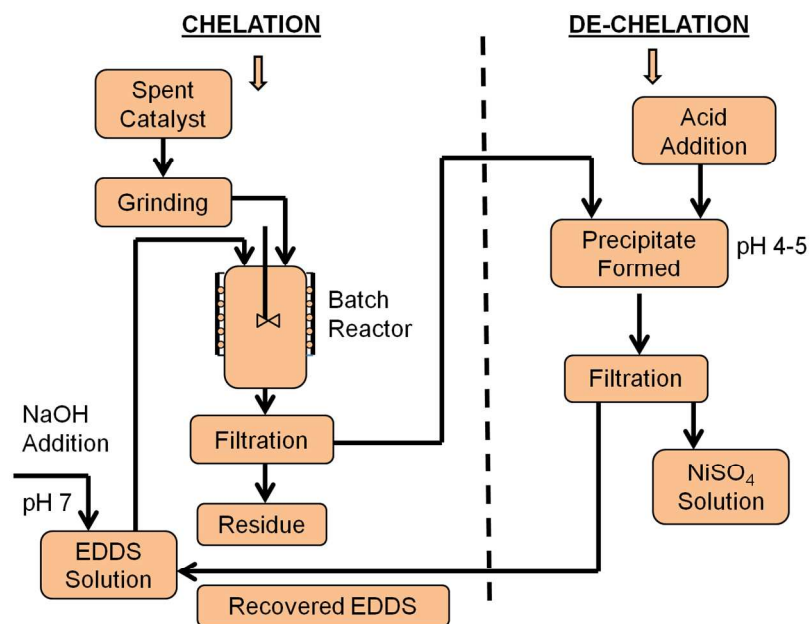 CHELATION
DE-CHELATION
Spent
Catalyst
Grinding
Batch
Reactor
Filtration
Residue
NaOH
Addition
pH 7
EDDS
Solution
Recovered EDDS
Acid
Addition
Precipitate
Formed
pH 4-5
Filtration
NiSO₄
Solution